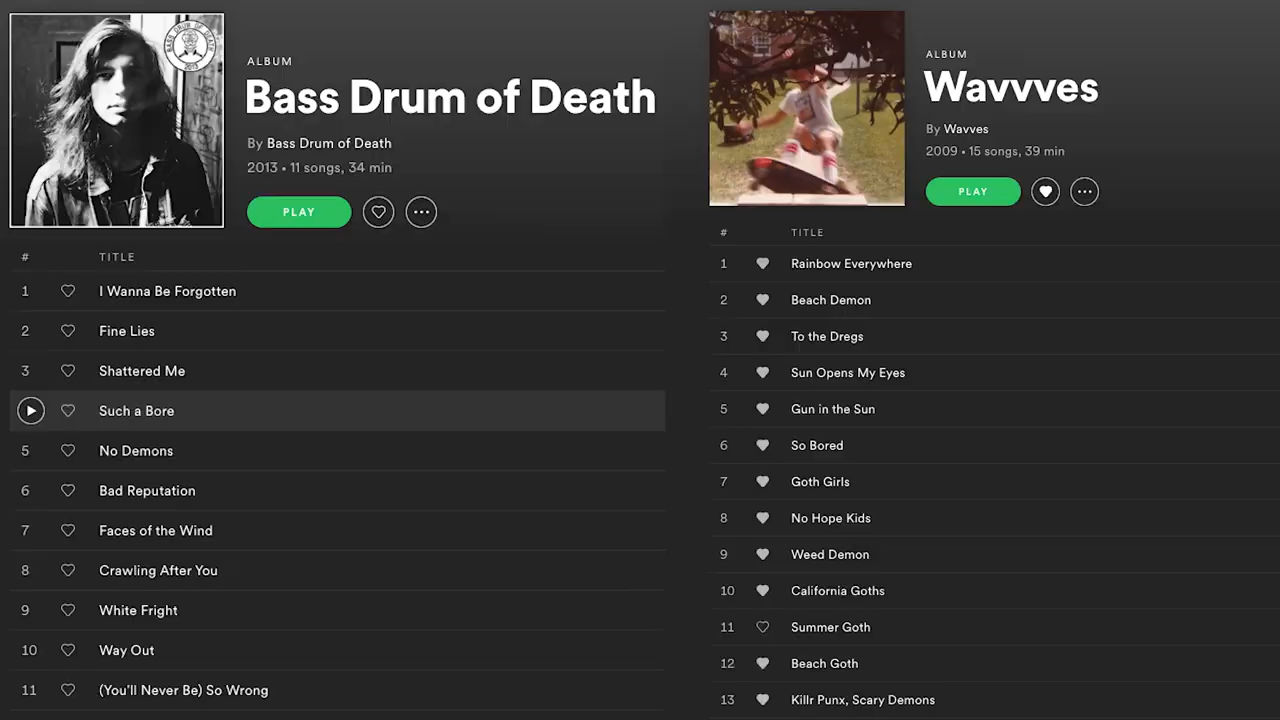 BASS DRUM OF DEATH
2013
ALBUM
Bass Drum of Death
By Bass Drum of Death
2013 • 11 songs, 34 min
PLAY
# TITLE
1 I Wanna Be Forgotten
2 Fine Lies
3 Shattered Me
Such a Bore
5 No Demons
6 Bad Reputation
7 Faces of the Wind
8 Crawling After You
9 White Fright
10 Way Out
11 (You'll Never Be) So Wrong
ALBUM
Wavvves
By Wavves
2009 • 15 songs, 39 min
PLAY
# TITLE
1 Rainbow Everywhere
2 Beach Demon
3 To the Dregs
4 Sun Opens My Eyes
5 Gun in the Sun
6 So Bored
7 Goth Girls
8 No Hope Kids
9 Weed Demon
10 California Goths
11 Summer Goth
12 Beach Goth
13 Killr Punx, Scary Demons